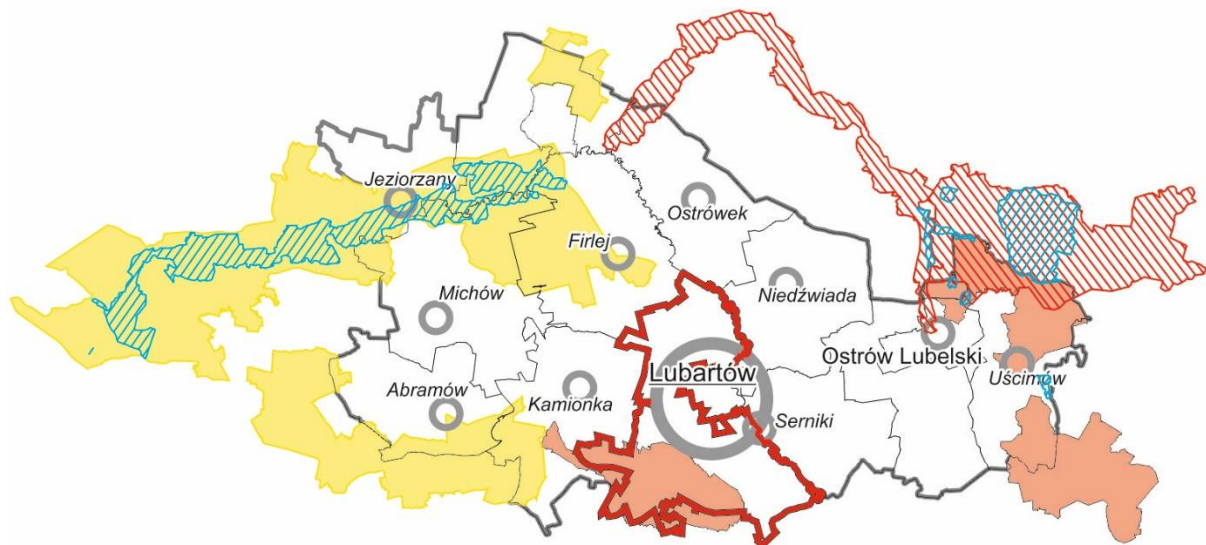 Jeziorzany
Ostrówek
Firlej
Michów
Niedźwiada
Ostrów Lubelski
Lubartów
Uścimów
Abramów
Kamionka
Serniki